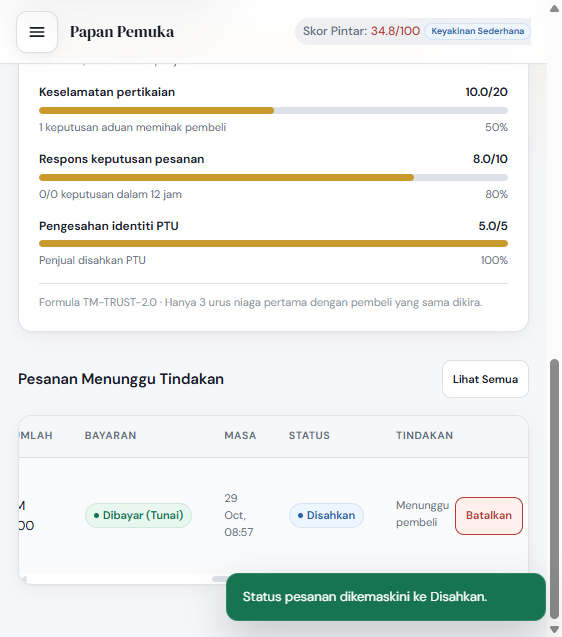 Papan Pemuka
Skor Pintar: 34.8/100 Keyakinan Sederhana
Keselamatan pertikaian 10.0/20
1 keputusan aduan memihak pembeli 50%
Respons keputusan pesanan 8.0/10
0/0 keputusan dalam 12 jam 80%
Pengesahan identiti PTU 5.0/5
Penjual disahkan PTU 100%
Formula TM-TRUST-2.0 · Hanya 3 urus niaga pertama dengan pembeli yang sama dikira.
Pesanan Menunggu Tindakan Lihat Semua
MLAH BAYARAN MASA STATUS TINDAKAN
M
00
Dibayar (Tunai)
29
Oct,
08:57
Disahkan
Menunggu
pembeli
Batalkan
Status pesanan dikemaskini ke Disahkan.